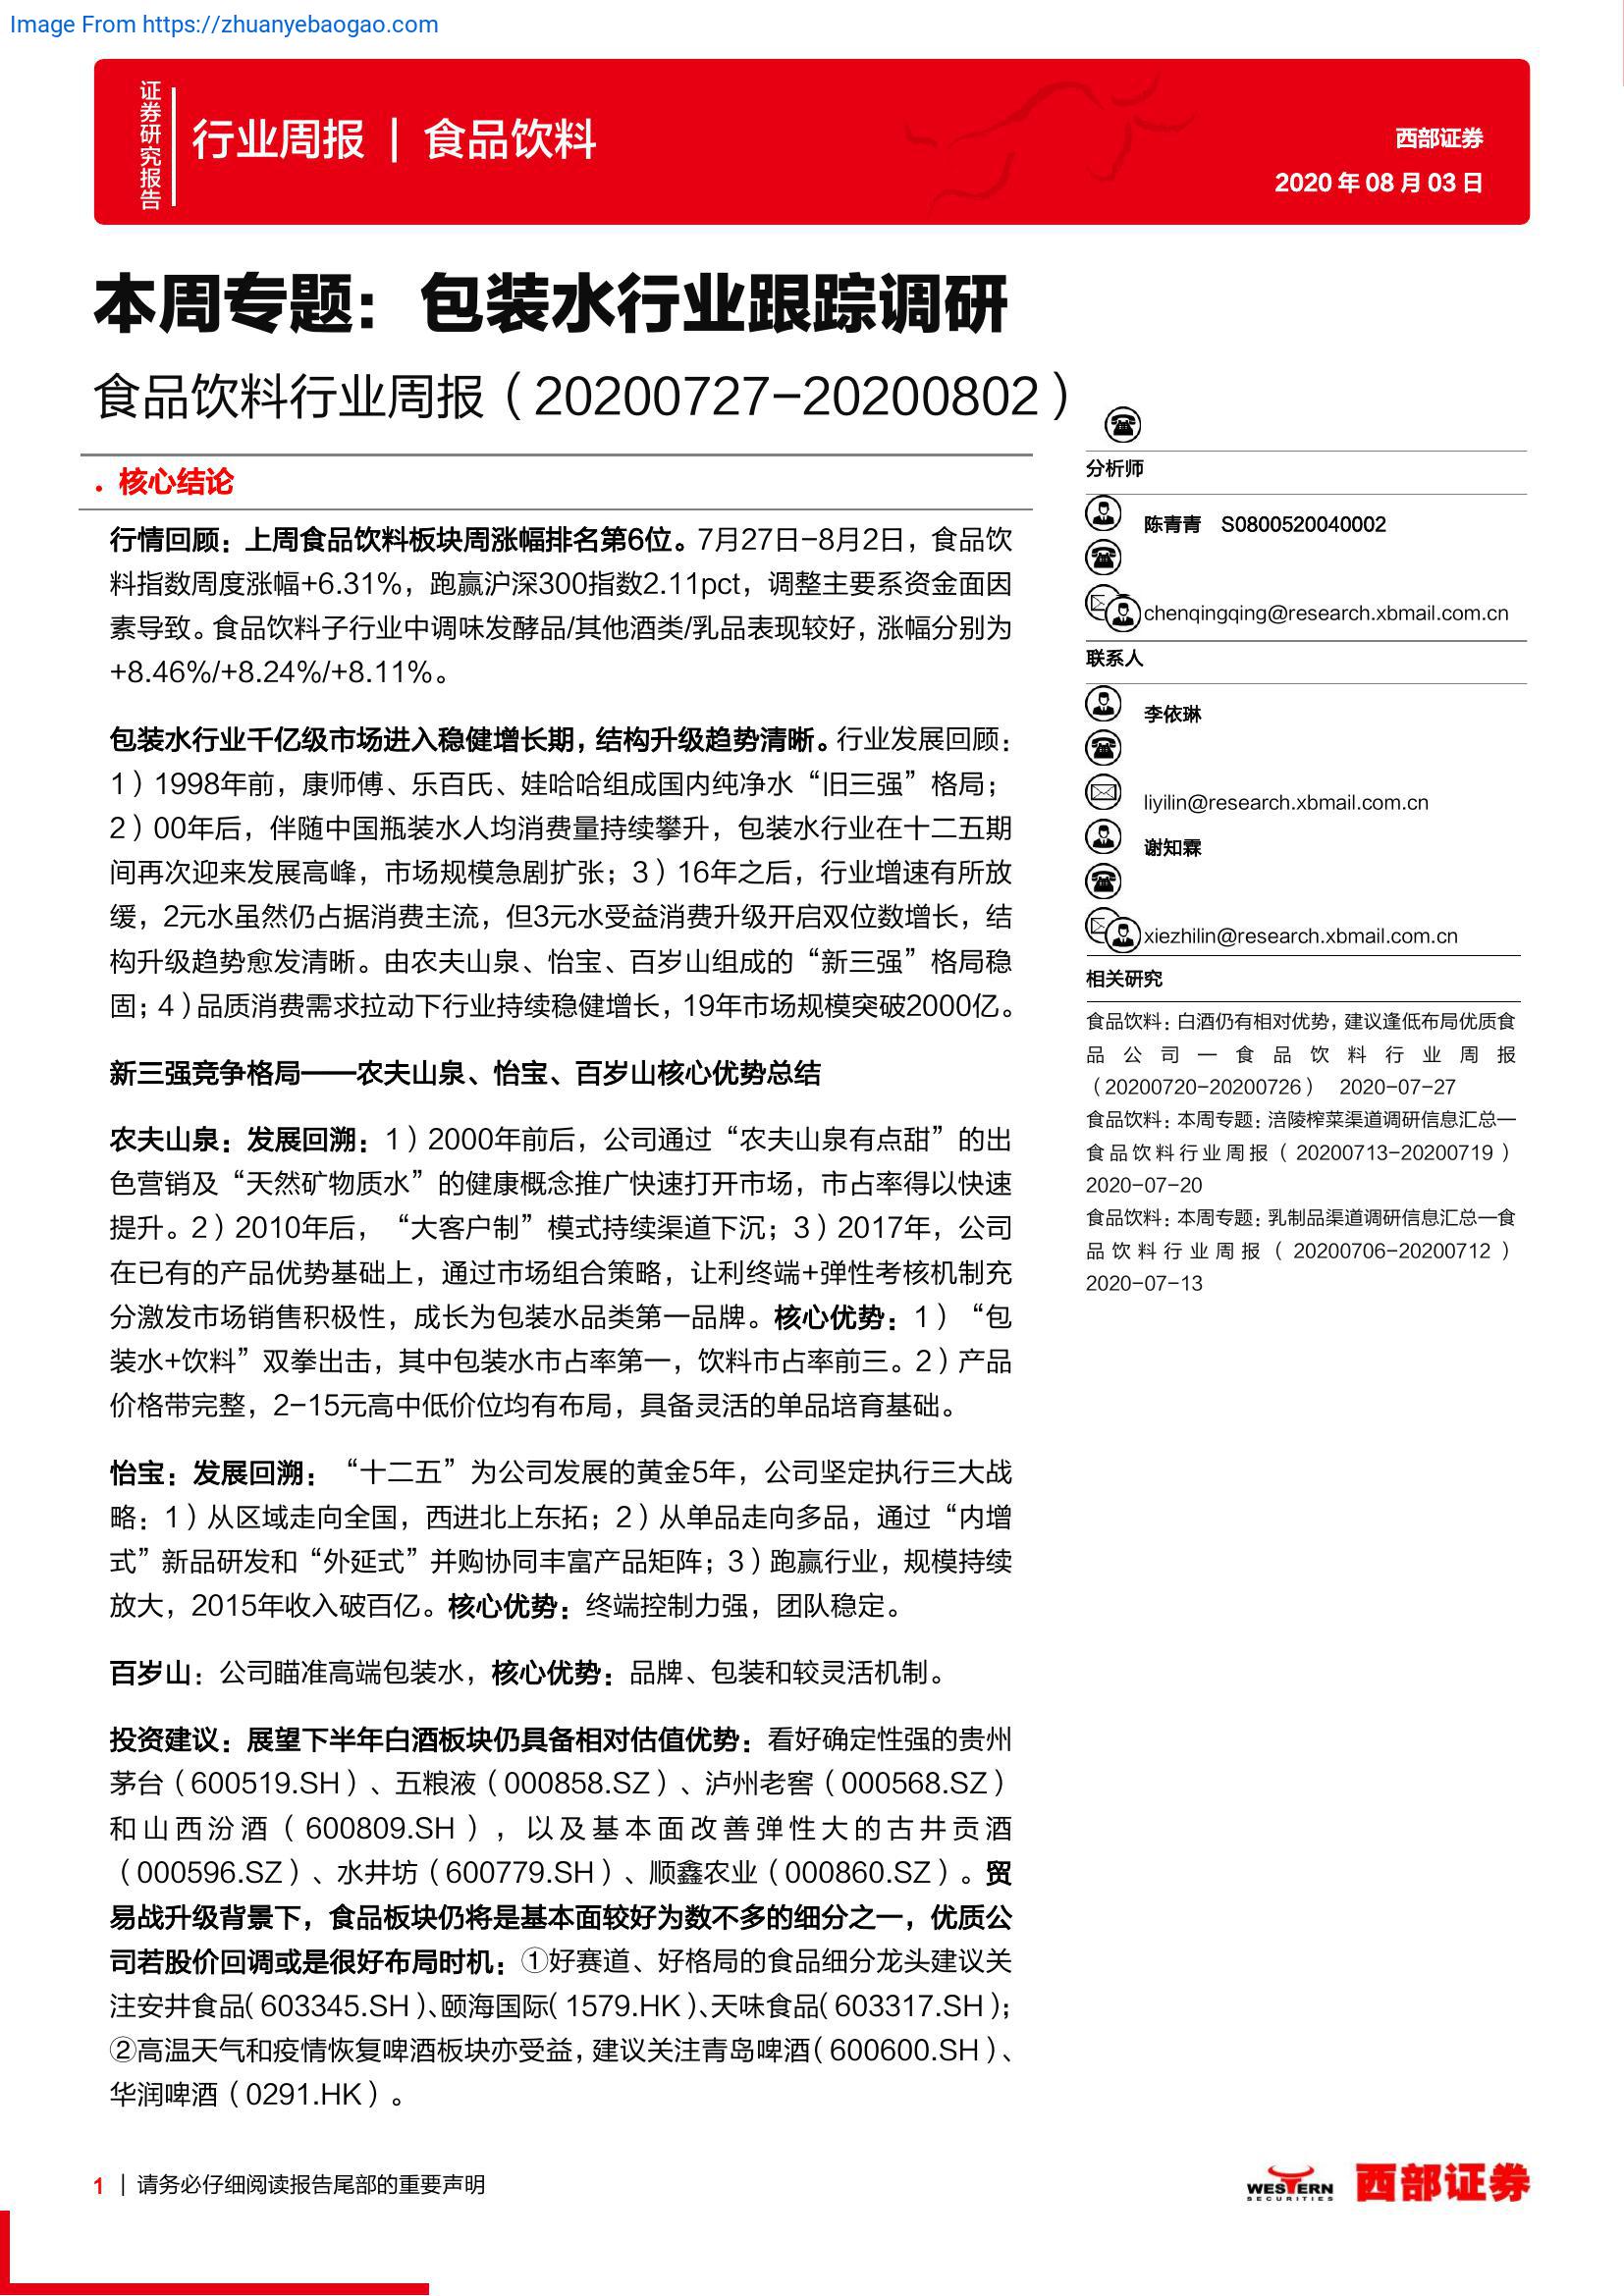 Image From https://zhuanyebaogao.com
证券研究报告
行业周报 | 食品饮料
西部证券
2020 年 08 月 03 日
本周专题：包装水行业跟踪调研
食品饮料行业周报（20200727-20200802）
● 核心结论
行情回顾：上周食品饮料板块周涨幅排名第6位。7月27日-8月2日，食品饮
料指数周度涨幅+6.31%，跑赢沪深300指数2.11pct，调整主要系资金面因
素导致。食品饮料子行业中调味发酵品/其他酒类/乳品表现较好，涨幅分别为
+8.46%/+8.24%/+8.11%。
包装水行业千亿级市场进入稳健增长期，结构升级趋势清晰。行业发展回顾：
1）1998年前，康师傅、乐百氏、娃哈哈组成国内纯净水“旧三强”格局；
2）00年后，伴随中国瓶装水人均消费量持续攀升，包装水行业在十二五期
间再次迎来发展高峰，市场规模急剧扩张；3）16年之后，行业增速有所放
缓，2元水虽然仍占据消费主流，但3元水受益消费升级开启双位数增长，结
构升级趋势愈发清晰。由农夫山泉、怡宝、百岁山组成的“新三强”格局稳
固；4）品质消费需求拉动下行业持续稳健增长，19年市场规模突破2000亿。
新三强竞争格局——农夫山泉、怡宝、百岁山核心优势总结
农夫山泉：发展回溯：1）2000年前后，公司通过“农夫山泉有点甜”的出
色营销及“天然矿物质水”的健康概念推广快速打开市场，市占率得以快速
提升。2）2010年后，“大客户制”模式持续渠道下沉；3）2017年，公司
在已有的产品优势基础上，通过市场组合策略，让利终端+弹性考核机制充
分激发市场销售积极性，成长为包装水品类第一品牌。核心优势：1）“包
装水+饮料”双拳出击，其中包装水市占率第一，饮料市占率前三。2）产品
价格带完整，2-15元高中低价位均有布局，具备灵活的单品培育基础。
怡宝：发展回溯：“十二五”为公司发展的黄金5年，公司坚定执行三大战
略：1）从区域走向全国，西进北上东拓；2）从单品走向多品，通过“内增
式”新品研发和“外延式”并购协同丰富产品矩阵；3）跑赢行业，规模持续
放大，2015年收入破百亿。核心优势：终端控制力强，团队稳定。
百岁山：公司瞄准高端包装水，核心优势：品牌、包装和较灵活机制。
投资建议：展望下半年白酒板块仍具备相对估值优势：看好确定性强的贵州
茅台（600519.SH）、五粮液（000858.SZ）、泸州老窖（000568.SZ）
和山西汾酒（600809.SH），以及基本面改善弹性大的古井贡酒
（000596.SZ）、水井坊（600779.SH）、顺鑫农业（000860.SZ）。贸
易战升级背景下，食品板块仍将是基本面较好为数不多的细分之一，优质公
司若股价回调或是很好布局时机：①好赛道、好格局的食品细分龙头建议关
注安井食品（603345.SH）、颐海国际（1579.HK）、天味食品（603317.SH）；
②高温天气和疫情恢复啤酒板块亦受益，建议关注青岛啤酒（600600.SH）、
华润啤酒（0291.HK）。
分析师
陈青青 S0800520040002
chenqingqing@research.xbmail.com.cn
联系人
李依琳
liyilin@research.xbmail.com.cn
谢知霖
xiezhilin@research.xbmail.com.cn
相关研究
食品饮料：白酒仍有相对优势，建议逢低布局优质食
品公司—食品饮料行业周报
（20200720-20200726） 2020-07-27
食品饮料：本周专题：涪陵榨菜渠道调研信息汇总—
食品饮料行业周报（20200713-20200719）
2020-07-20
食品饮料：本周专题：乳制品渠道调研信息汇总—食
品饮料行业周报（20200706-20200712）
2020-07-13
1 | 请务必仔细阅读报告尾部的重要声明
WESTERN
SECURITIES
西部证券